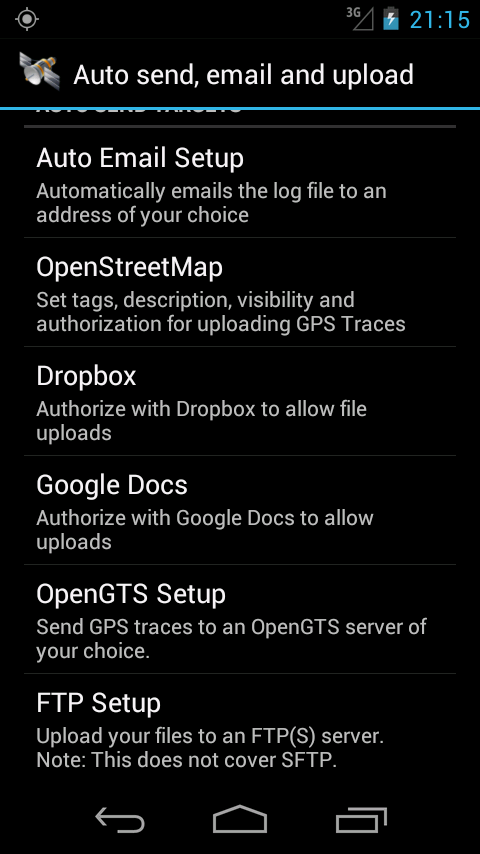 3G
21:15
Auto send, email and upload
AUTO SEND TARGETS
Auto Email Setup
Automatically emails the log file to an
address of your choice
OpenStreetMap
Set tags, description, visibility and
authorization for uploading GPS Traces
Dropbox
Authorize with Dropbox to allow file
uploads
Google Docs
Authorize with Google Docs to allow
uploads
OpenGTS Setup
Send GPS traces to an OpenGTS server of
your choice.
FTP Setup
Upload your files to an FTP(S) server.
Note: This does not cover SFTP.